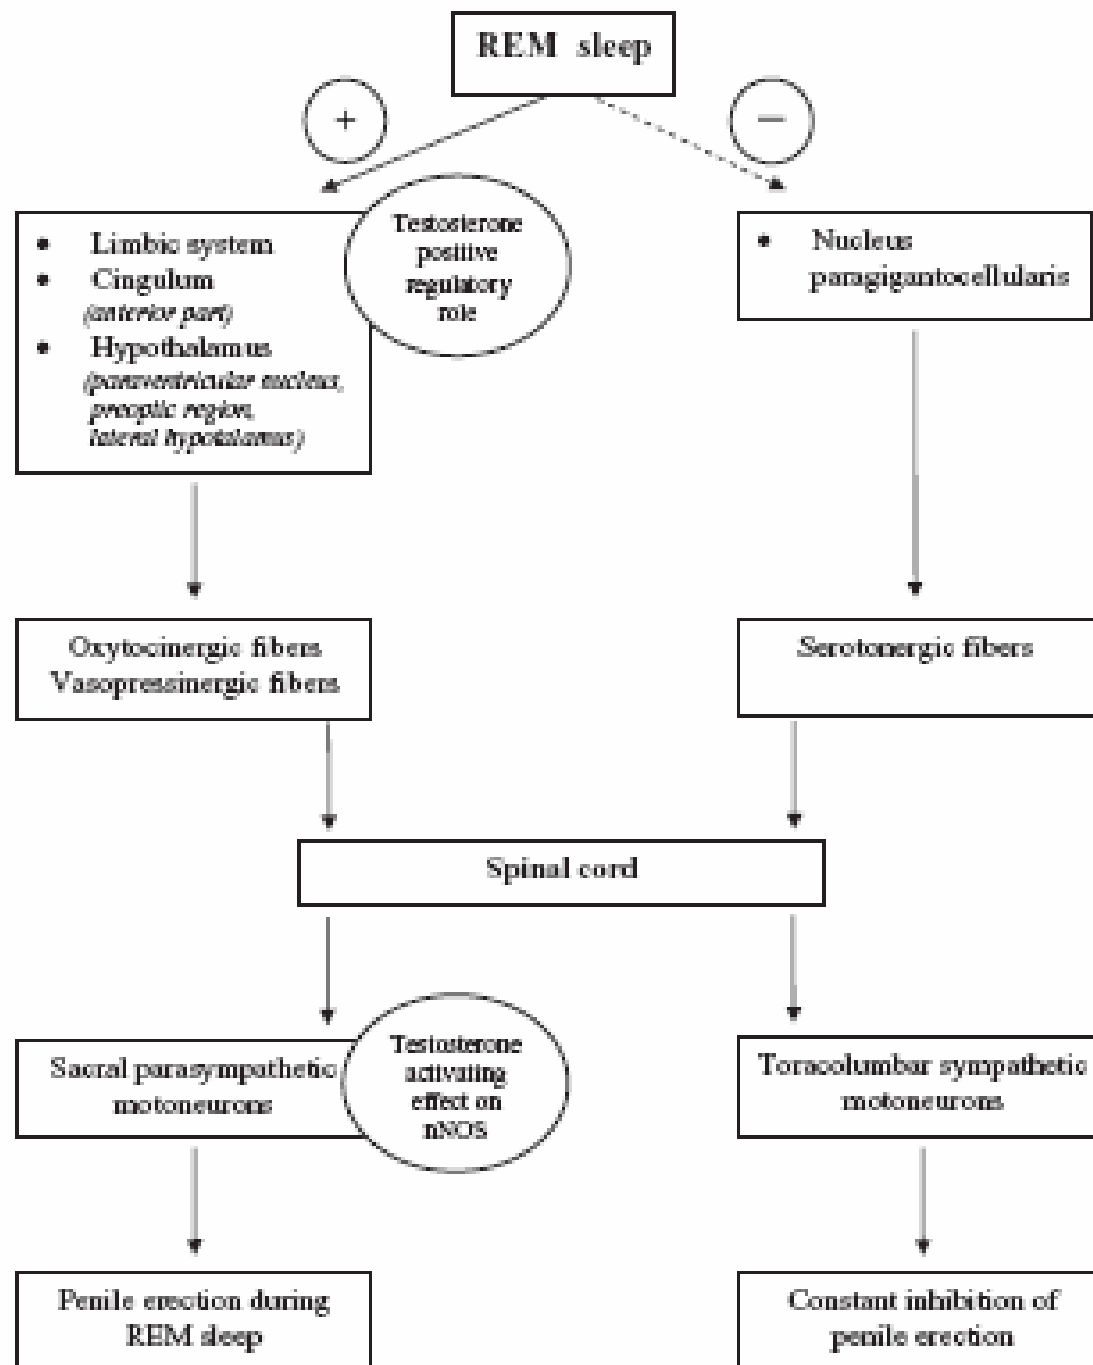 REM sleep
+
−
• Limbic system
• Cingulum
(anterior part)
• Hypothalamus
(paraventricular nucleus,
preoptic region,
lateral hypotalamus)
Testosterone
positive
regulatory
role
• Nucleus
paragigantocellularis
Oxytocinergic fibers
Vasopressinergic fibers
Serotonergic fibers
Spinal cord
Sacral parasympathetic
motoneurons
Testosterone
activating
effect on
nNOS
Toracolumbar sympathetic
motoneurons
Penile erection during
REM sleep
Constant inhibition of
penile erection